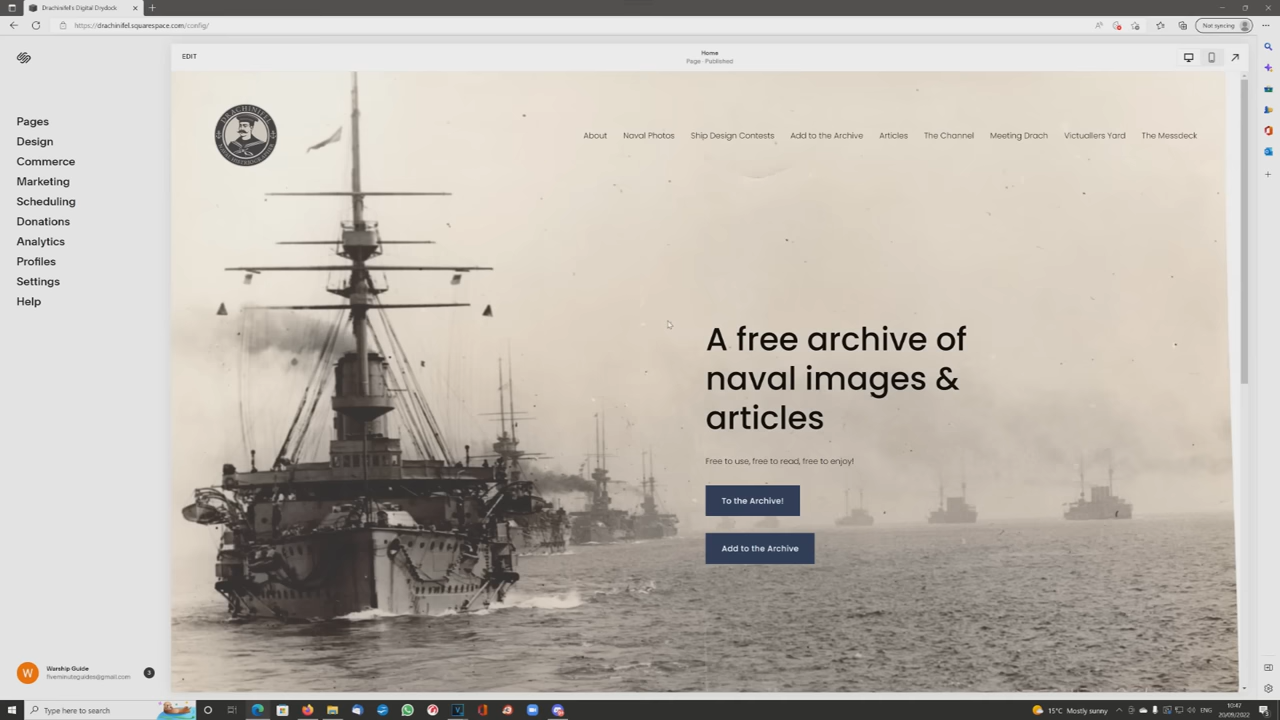 Drachinifel's Digital Drydock
https://drachinifel.squarespace.com/config/
Not syncing
EDIT
Home
Page · Published
Pages
Design
Commerce
Marketing
Scheduling
Donations
Analytics
Profiles
Settings
Help
DRACHINIFEL
About
Naval Photos
Ship Design Contests
Add to the Archive
Articles
The Channel
Meeting Drach
Victuallers Yard
The Messdeck
A free archive of
naval images &
articles
Free to use, free to read, free to enjoy!
To the Archive!
Add to the Archive
W
Warship Guide
fiveminuteguides@gmail.com
3
Type here to search
15°C Mostly sunny
ENG
10:47
20/09/2022